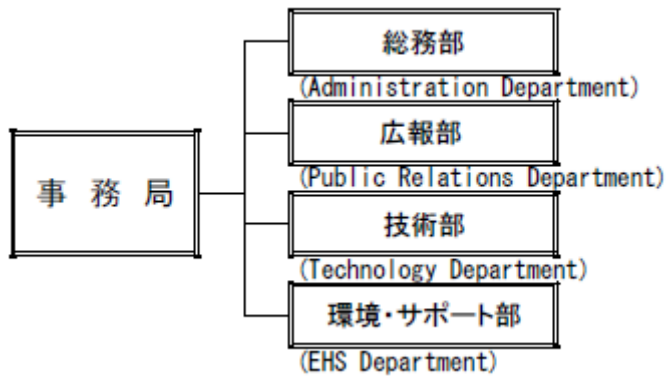 総務部
(Administration Department)
広報部
(Public Relations Department)
事務局
技術部
(Technology Department)
環境・サポート部
(EHS Department)